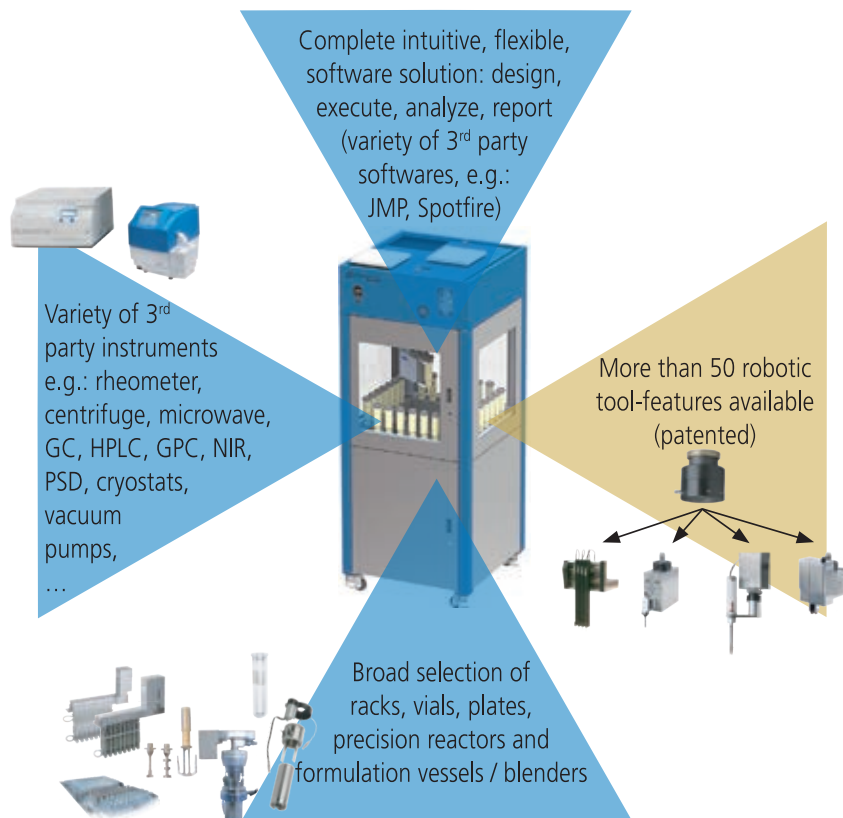 Complete intuitive, flexible,
software solution: design,
execute, analyze, report
(variety of 3rd party
softwares, e.g.:
JMP, Spotfire)
Variety of 3rd
party instruments
e.g.: rheometer,
centrifuge, microwave,
GC, HPLC, GPC, NIR,
PSD, cryostats,
vacuum
pumps,
...
More than 50 robotic
tool-features available
(patented)
Broad selection of
racks, vials, plates,
precision reactors and
formulation vessels / blenders